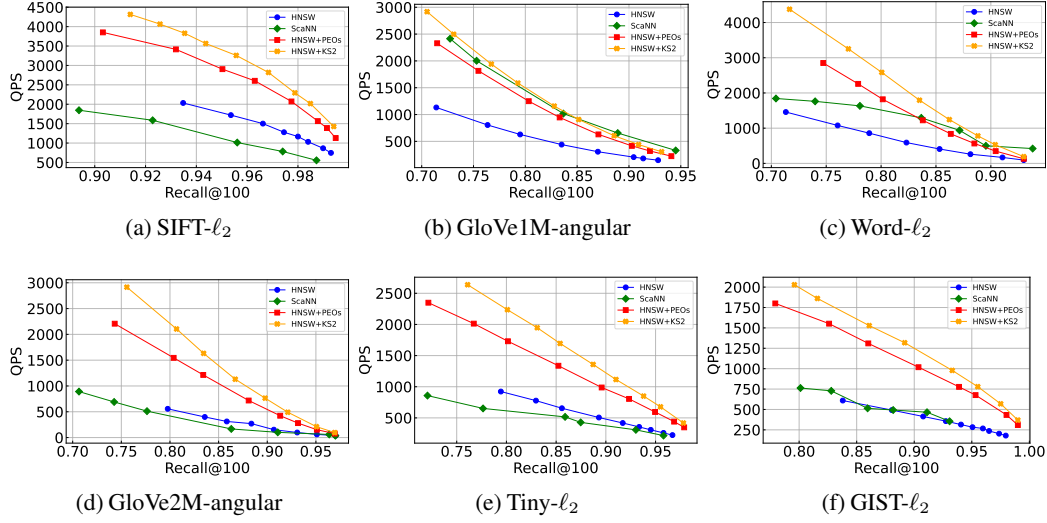 4500
4000
3500
3000
2500
2000
1500
1000
500
QPS
HNSW
ScaNN
HNSW+PEOs
HNSW+KS2
0.90 0.92 0.94 0.96 0.98
Recall@100
(a) SIFT-ℓ2
3000
2500
2000
1500
1000
500
0
QPS
HNSW
ScaNN
HNSW+PEOs
HNSW+KS2
0.70 0.75 0.80 0.85 0.90 0.95
Recall@100
(b) GloVe1M-angular
4000
3000
2000
1000
0
QPS
HNSW
ScaNN
HNSW+PEOs
HNSW+KS2
0.70 0.75 0.80 0.85 0.90
Recall@100
(c) Word-ℓ2
3000
2500
2000
1500
1000
500
0
QPS
HNSW
ScaNN
HNSW+PEOs
HNSW+KS2
0.70 0.75 0.80 0.85 0.90 0.95
Recall@100
(d) GloVe2M-angular
2500
2000
1500
1000
500
QPS
HNSW
ScaNN
HNSW+PEOs
HNSW+KS2
0.75 0.80 0.85 0.90 0.95
Recall@100
(e) Tiny-ℓ2
2000
1750
1500
1250
1000
750
500
250
QPS
HNSW
ScaNN
HNSW+PEOs
HNSW+KS2
0.80 0.85 0.90 0.95 1.00
Recall@100
(f) GIST-ℓ2